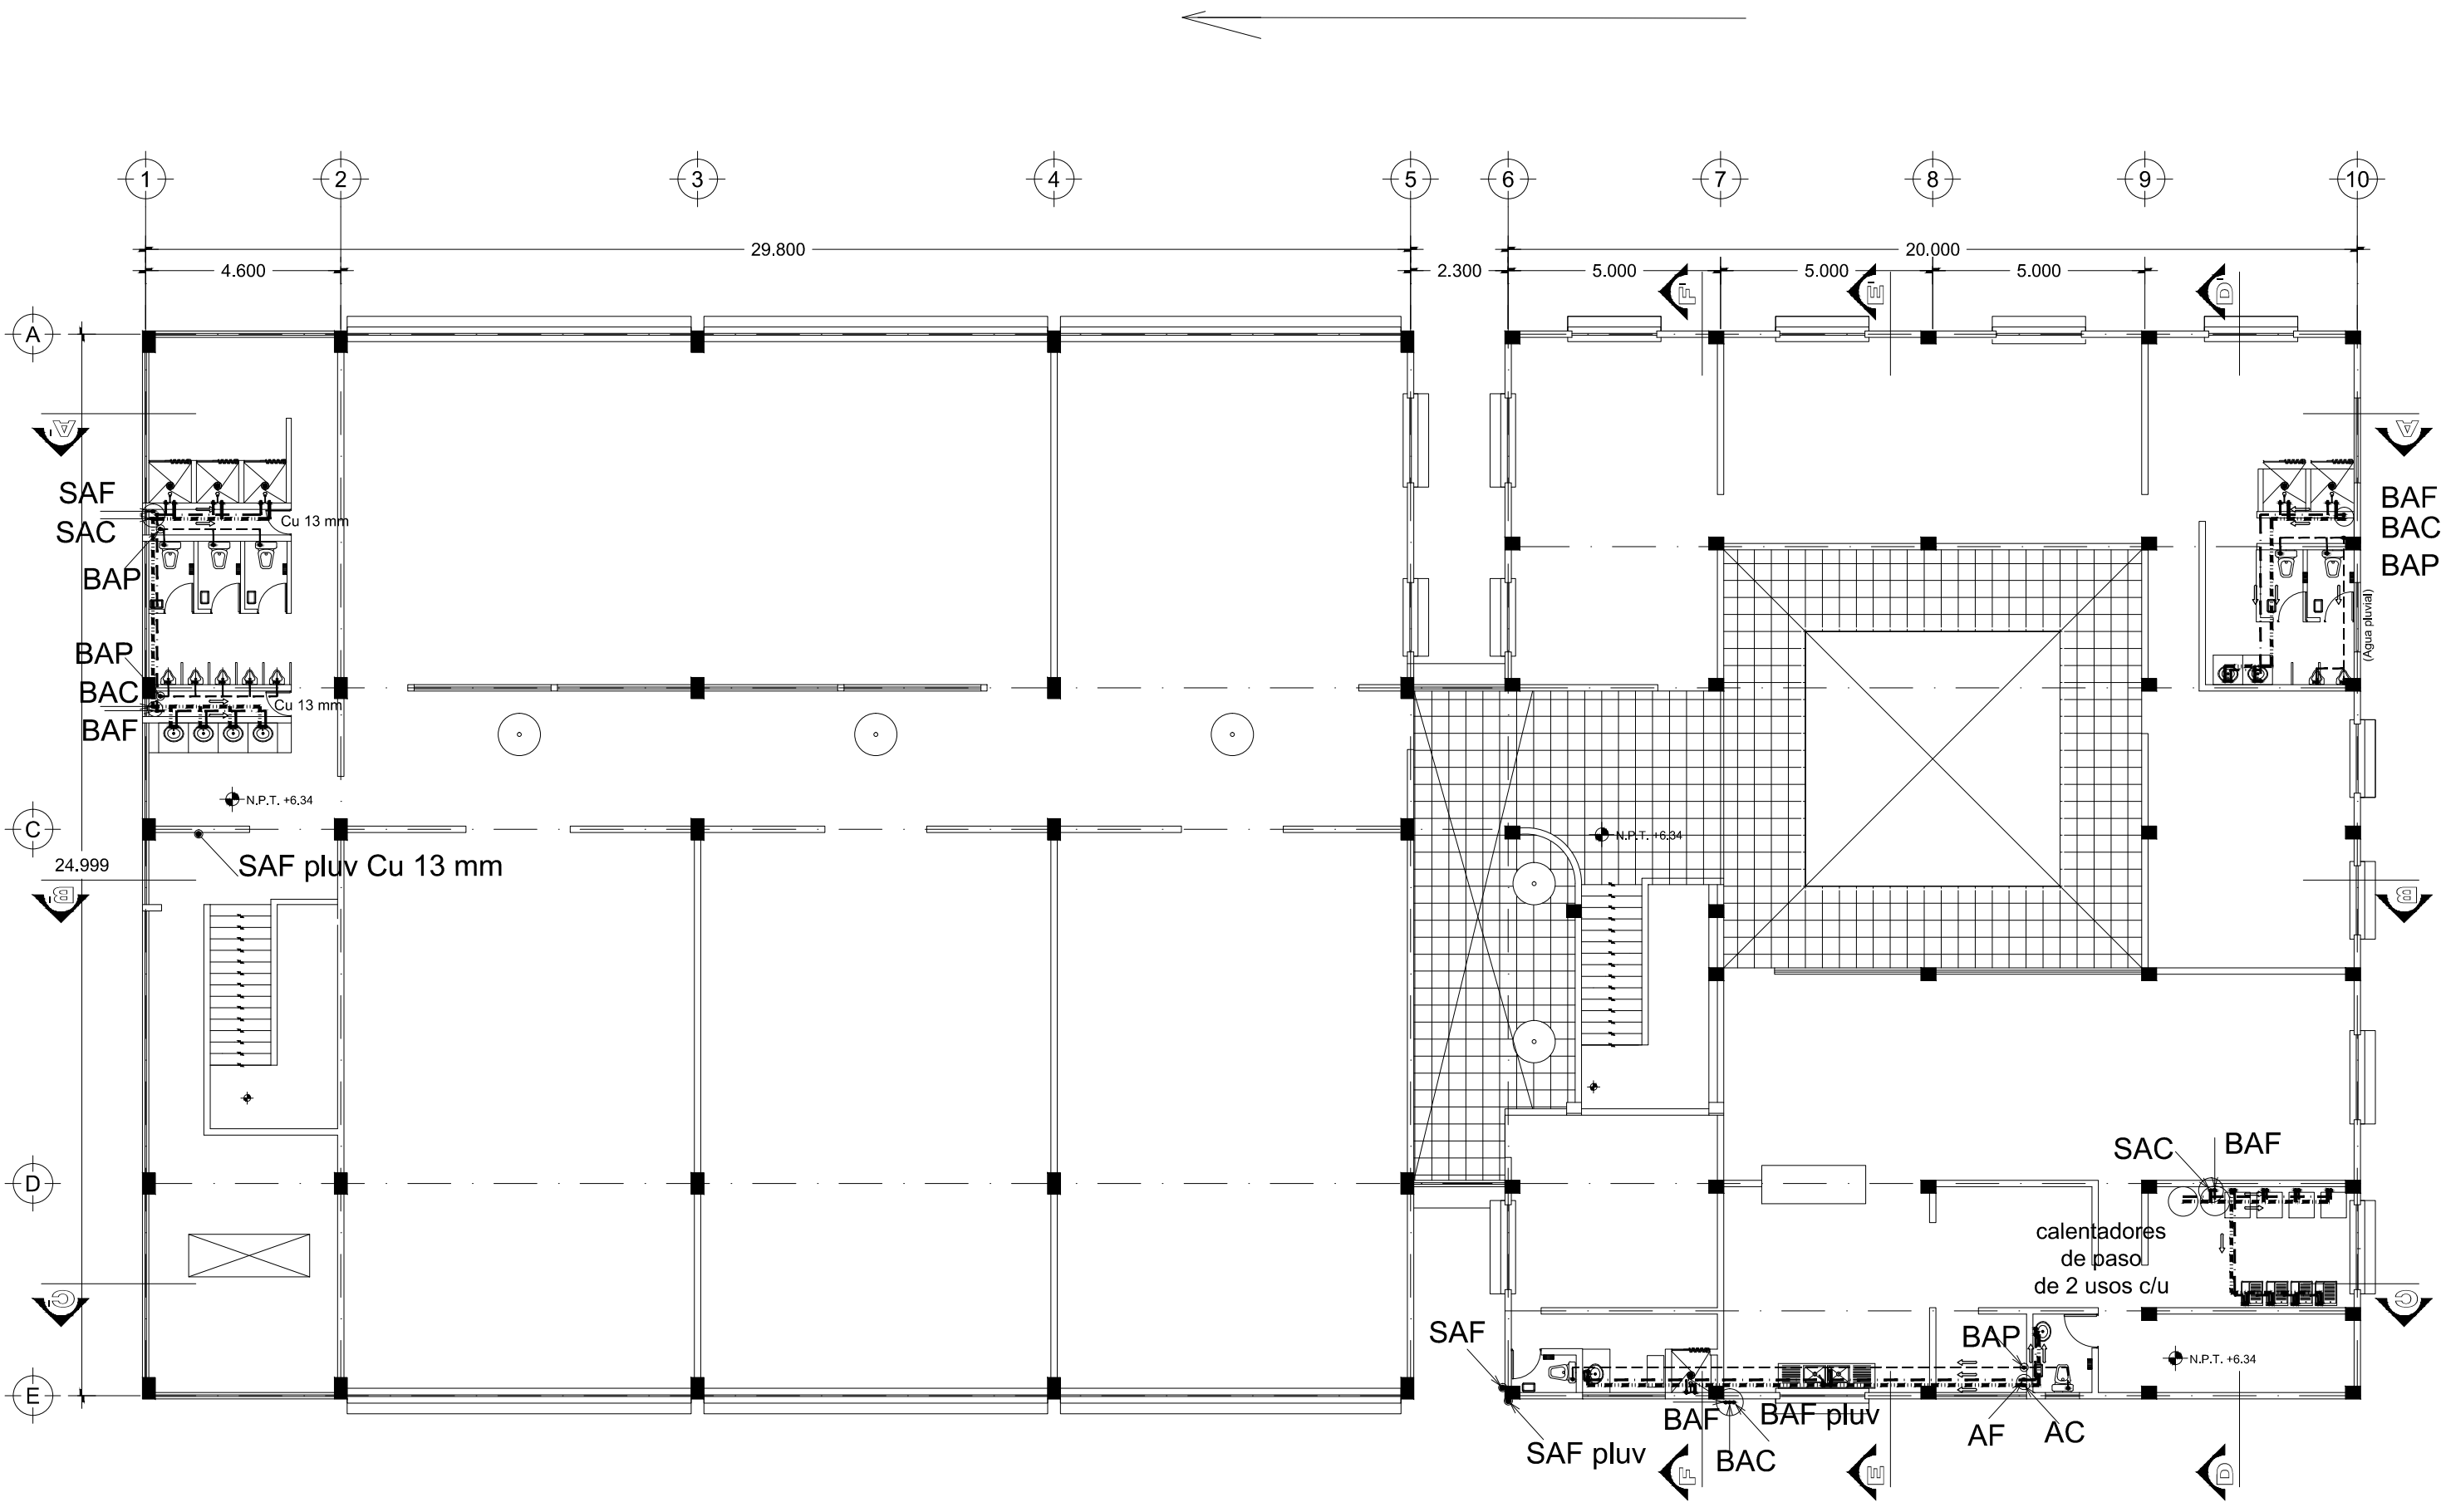 1 2 3 4 5 6 7 8 9 10
29.800 20.000
4.600 2.300 5.000 5.000 5.000
F E D
A
A A
SAF
SAC
Cu 13 mm
BAP
BAF
BAC
BAP
(Agua pluvial)
BAP
BAC
BAF
Cu 13 mm
N.P.T. +6.34
N.P.T. +6.34
C
24.999
SAF pluv Cu 13 mm
B B
D
SAC BAF
calentadores
de paso
de 2 usos c/u
C C
SAF
BAP
N.P.T. +6.34
E
BAF
BAF pluv
AF AC
SAF pluv
BAC
F E D